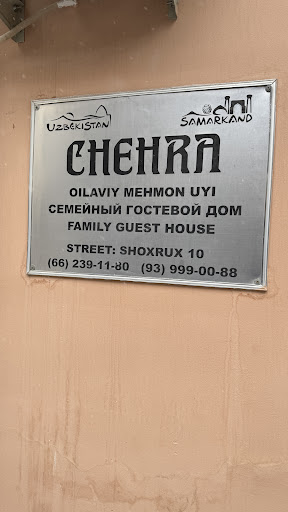 UZBEKISTAN
SAMARKAND
CHEHRA
OILAVIY MEHMON UYI
СЕМЕЙНЫЙ ГОСТЕВОЙ ДОМ
FAMILY GUEST HOUSE
STREET: SHOXRUX 10
(66) 239-11-80 (93) 999-00-88